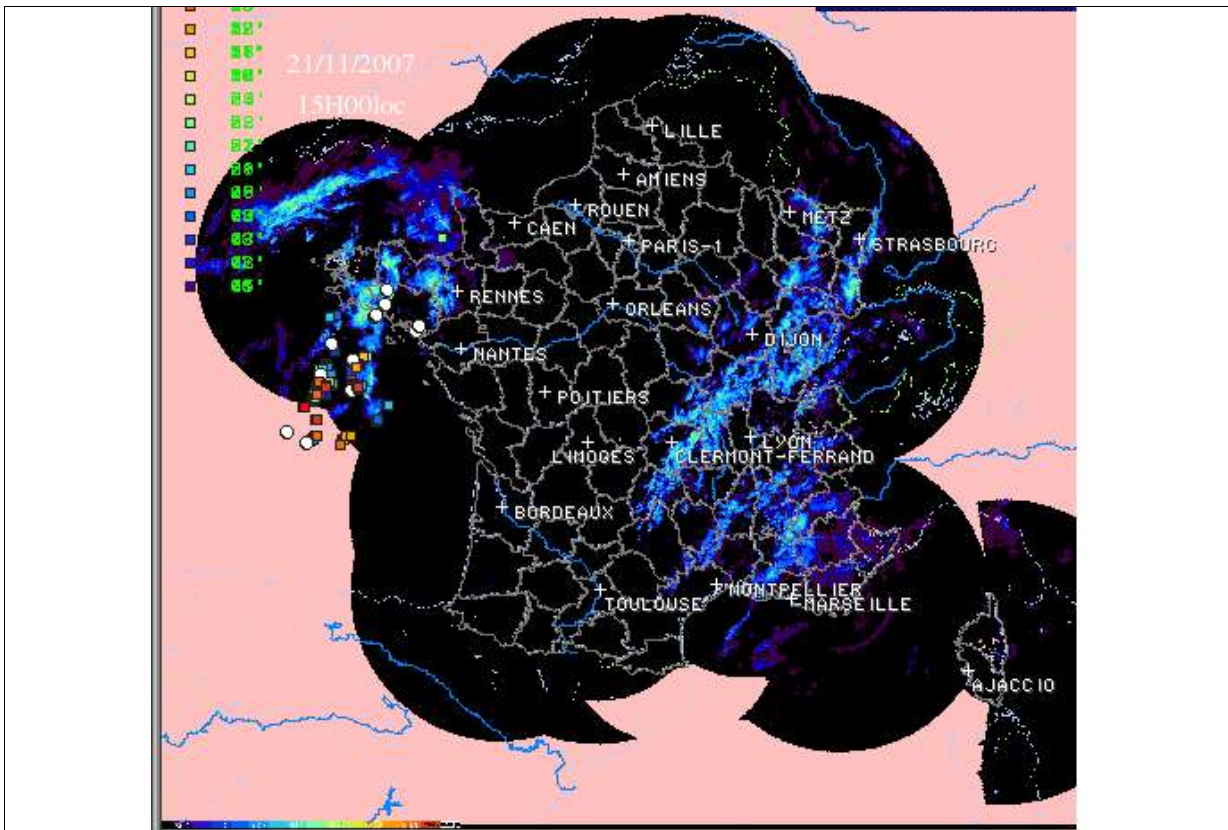 21/11/2007
15H00loc
LILLE
AMIENS
ROUEN
METZ
CAEN
PARIS-1
STRASBOURG
RENNES
ORLEANS
DIJON
NANTES
POITIERS
LYON
LIMOGES
CLERMONT-FERRAND
BORDEAUX
MONTPELLIER
TOULOUSE
MARSEILLE
AJACCIO